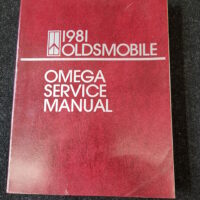 1981
OLDSMOBILE
OMEGA
SERVICE
MANUAL